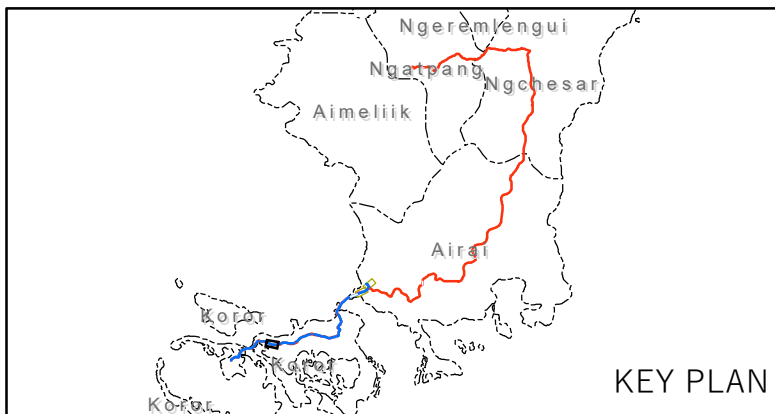 Ngeremlengui
Ngatpang
Ngchesar
Aimeliik
Airai
Koror
Koror
Koror
KEY PLAN